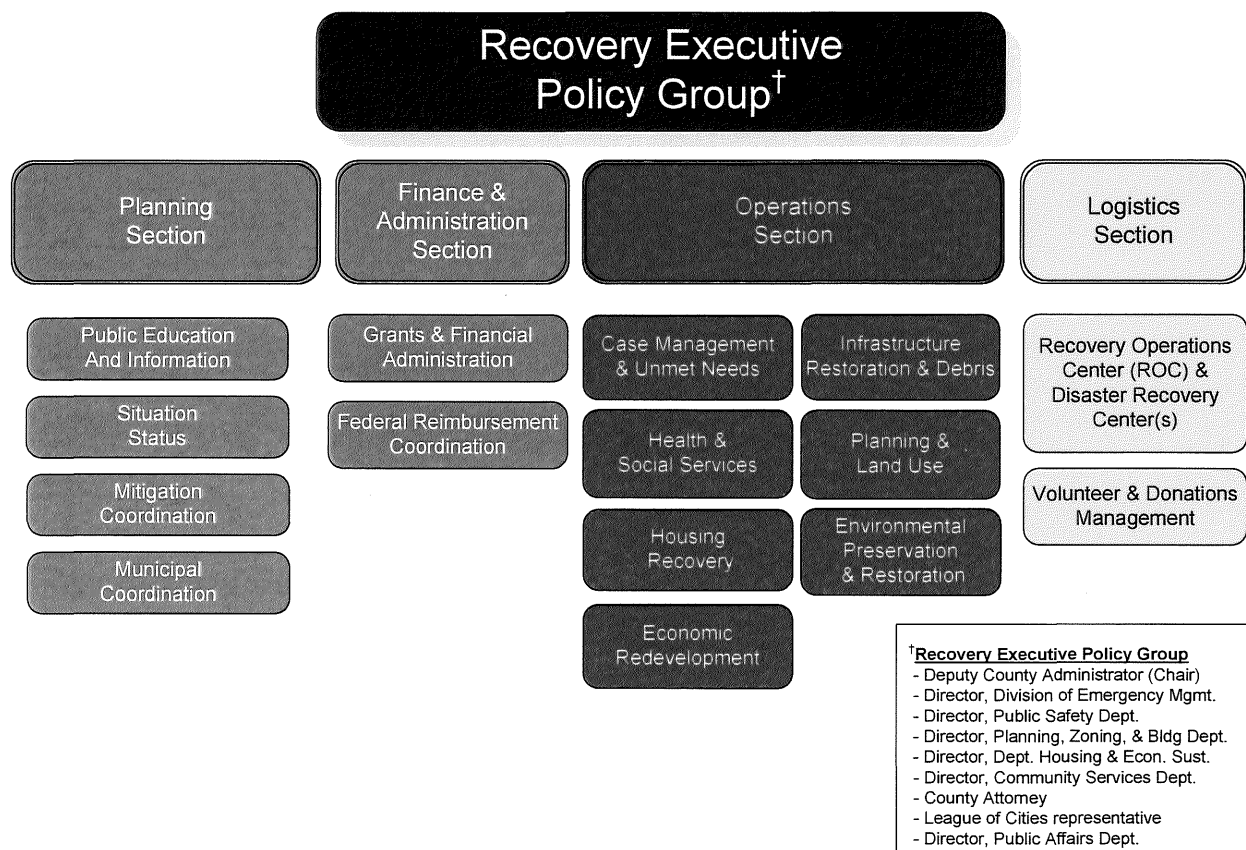 Recovery Executive
Policy Group†
Planning
Section
Finance &
Administration
Section
Operations
Section
Logistics
Section
Public Education
And Information
Situation
Status
Mitigation
Coordination
Municipal
Coordination
Grants & Financial
Administration
Federal Reimbursement
Coordination
Case Management
& Unmet Needs
Health &
Social Services
Housing
Recovery
Economic
Redevelopment
Infrastructure
Restoration & Debris
Planning &
Land Use
Environmental
Preservation
& Restoration
Recovery Operations
Center (ROC) &
Disaster Recovery
Center(s)
Volunteer & Donations
Management
†Recovery Executive Policy Group
- Deputy County Administrator (Chair)
- Director, Division of Emergency Mgmt.
- Director, Public Safety Dept.
- Director, Planning, Zoning, & Bldg Dept.
- Director, Dept. Housing & Econ. Sust.
- Director, Community Services Dept.
- County Attorney
- League of Cities representative
- Director, Public Affairs Dept.